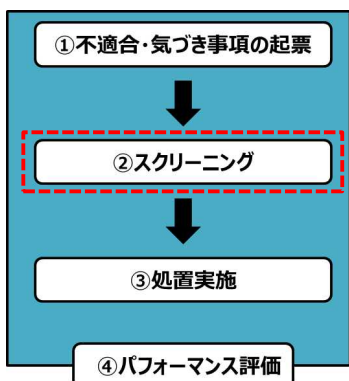 ①不適合・気づき事項の起票
②スクリーニング
③処置実施
④パフォーマンス評価